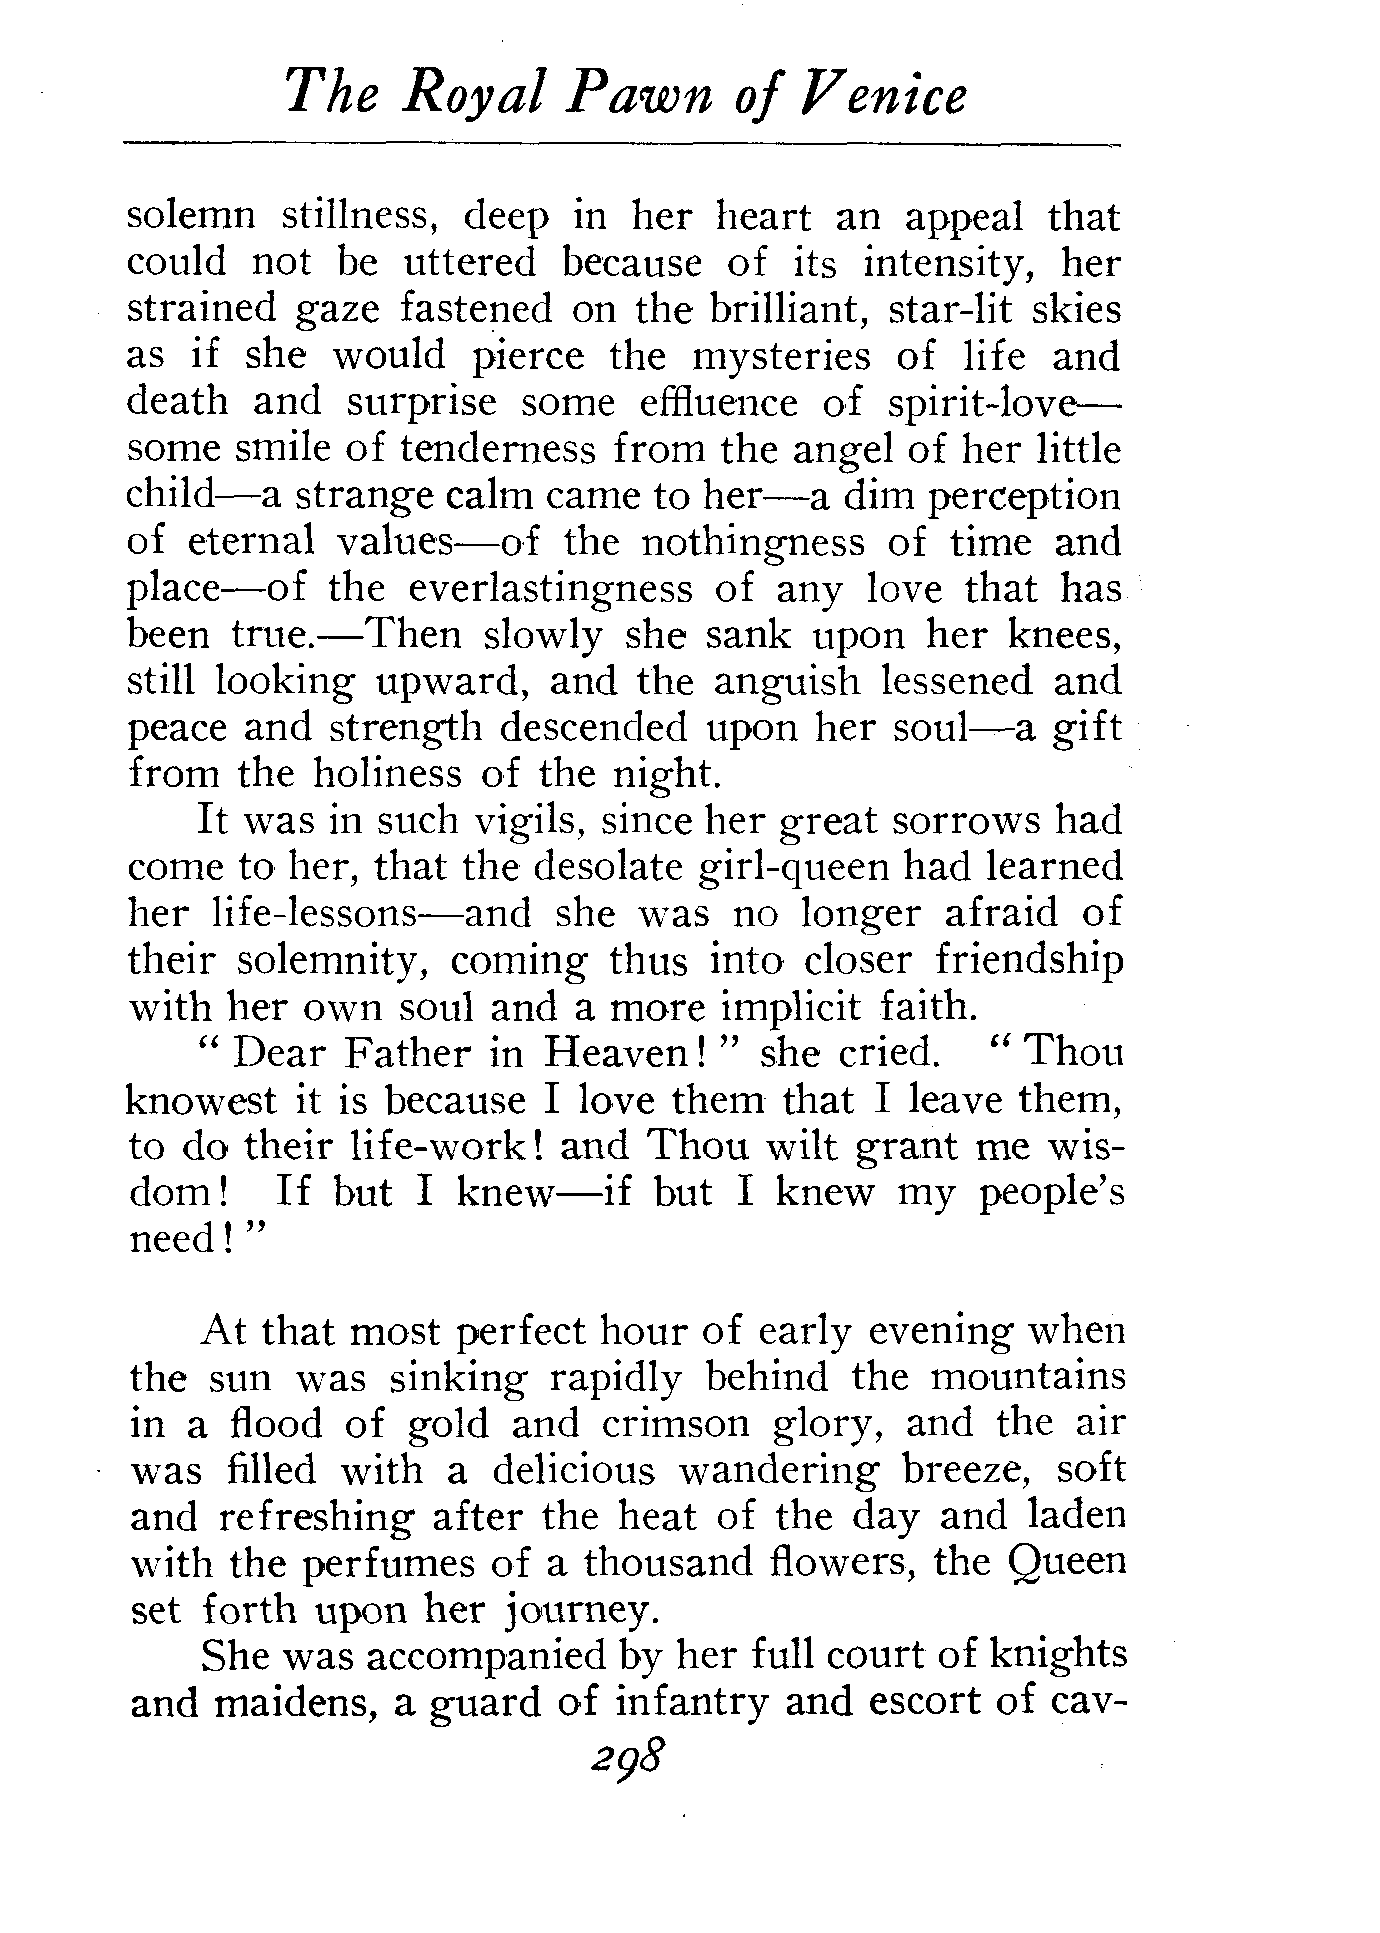 The Royal Pawn of Venice
solemn stillness, deep in her heart an appeal that
could not be uttered because of its intensity, her
strained gaze fastened on the brilliant, star-lit skies
as if she would pierce the mysteries of life and
death and surprise some effluence of spirit-love—
some smile of tenderness from the angel of her little
child—a strange calm came to her—a dim perception
of eternal values—of the nothingness of time and
place—of the everlastingness of any love that has
been true.—Then slowly she sank upon her knees,
still looking upward, and the anguish lessened and
peace and strength descended upon her soul—a gift
from the holiness of the night.
It was in such vigils, since her great sorrows had
come to her, that the desolate girl-queen had learned
her life-lessons—and she was no longer afraid of
their solemnity, coming thus into closer friendship
with her own soul and a more implicit faith.
“ Dear Father in Heaven! ” she cried. “ Thou
knowest it is because I love them that I leave them,
to do their life-work! and Thou wilt grant me wis-
dom! If but I knew—if but I knew my people’s
need! ”
At that most perfect hour of early evening when
the sun was sinking rapidly behind the mountains
in a flood of gold and crimson glory, and the air
was filled with a delicious wandering breeze, soft
and refreshing after the heat of the day and laden
with the perfumes of a thousand flowers, the Queen
set forth upon her journey.
She was accompanied by her full court of knights
and maidens, a guard of infantry and escort of cav-
298